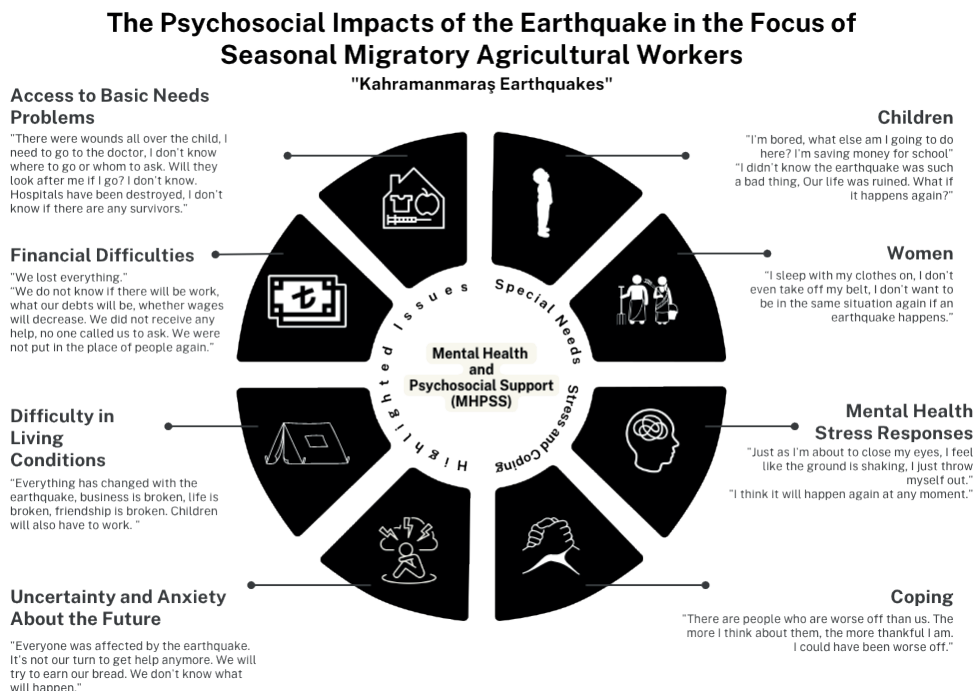 The Psychosocial Impacts of the Earthquake in the Focus of
Seasonal Migratory Agricultural Workers
"Kahramanmaraş Earthquakes"
Access to Basic Needs
Problems
"There were wounds all over the child, I
need to go to the doctor, I don't know
where to go or whom to ask. Will they
look after me if I go? I don't know.
Hospitals have been destroyed, I don't
know if there are any survivors."
Financial Difficulties
"We lost everything."
"We do not know if there will be work,
what our debts will be, whether wages
will decrease. We did not receive any
help, no one called us to ask. We were
not put in the place of people again."
Difficulty in
Living
Conditions
"Everything has changed with the
earthquake, business is broken, life is
broken, friendship is broken. Children
will also have to work. "
Uncertainty and Anxiety
About the Future
"Everyone was affected by the earthquake.
It's not our turn to get help anymore. We will
try to earn our bread. We don't know what
will happen."
Highlighted Issues
Special Needs
Stress and Coping
Mental Health
and
Psychosocial Support
(MHPSS)
Children
"I'm bored, what else am I going to do
here? I'm saving money for school"
"I didn't know the earthquake was such
a bad thing, Our life was ruined. What if
it happens again?"
Women
"I sleep with my clothes on, I don't
even take off my belt, I don't want to
be in the same situation again if an
earthquake happens."
Mental Health
Stress Responses
"Just as I'm about to close my eyes, I feel
like the ground is shaking, I just throw
myself out."
"I think it will happen again at any moment."
Coping
"There are people who are worse off than us. The
more I think about them, the more thankful I am.
I could have been worse off."